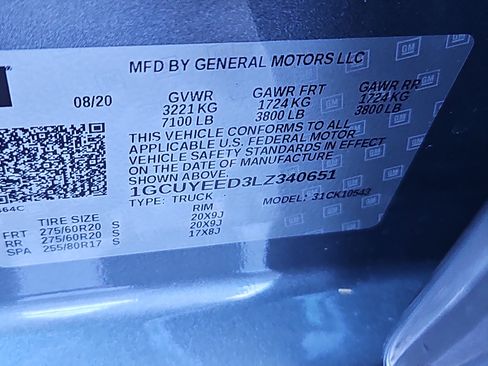 MFD BY GENERAL MOTORS LLC
08/20 GVWR GAWR FRT GAWR RR
3221 KG 1724 KG 1724 KG
7100 LB 3800 LB 3800 LB
THIS VEHICLE CONFORMS TO ALL
APPLICABLE U.S. FEDERAL MOTOR
VEHICLE SAFETY STANDARDS IN EFFECT
ON THE DATE OF MANUFACTURE
1GCUYEED3LZ340651
TYPE: TRUCK MODEL: 31CK10543
TIRE SIZE RIM
FRT 275/60R20 S 20X9J
RR 275/60R20 S 20X9J
SPA 255/80R17 S 17X8J
GM